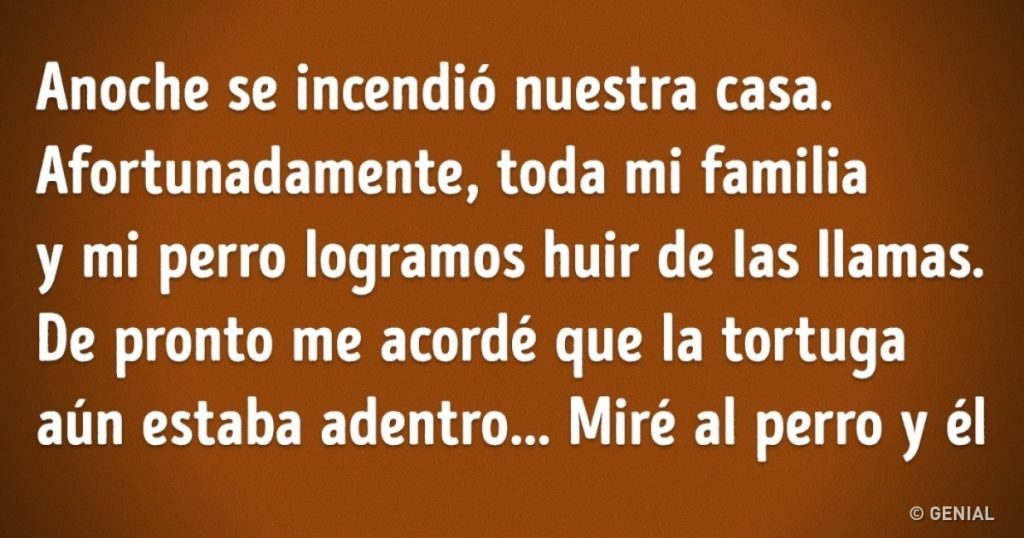 Anoche se incendió nuestra casa.
Afortunadamente, toda mi familia
y mi perro logramos huir de las llamas.
De pronto me acordé que la tortuga
aún estaba adentro... Miré al perro y él
© GENIAL